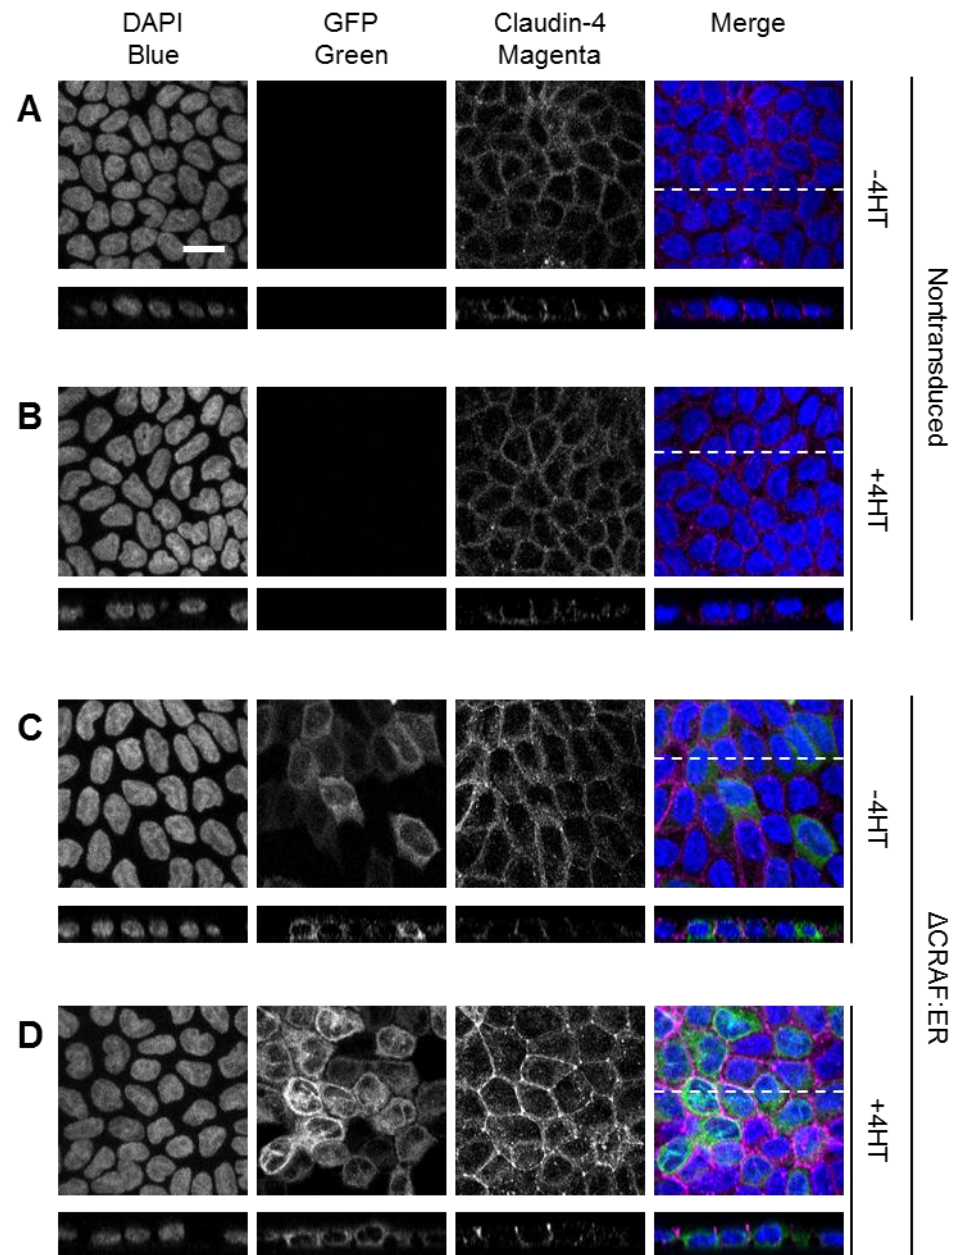 DAPI
Blue
GFP
Green
Claudin-4
Magenta
Merge
A
-4HT
B
+4HT
Nontransduced
C
-4HT
D
+4HT
ΔCRAF:ER